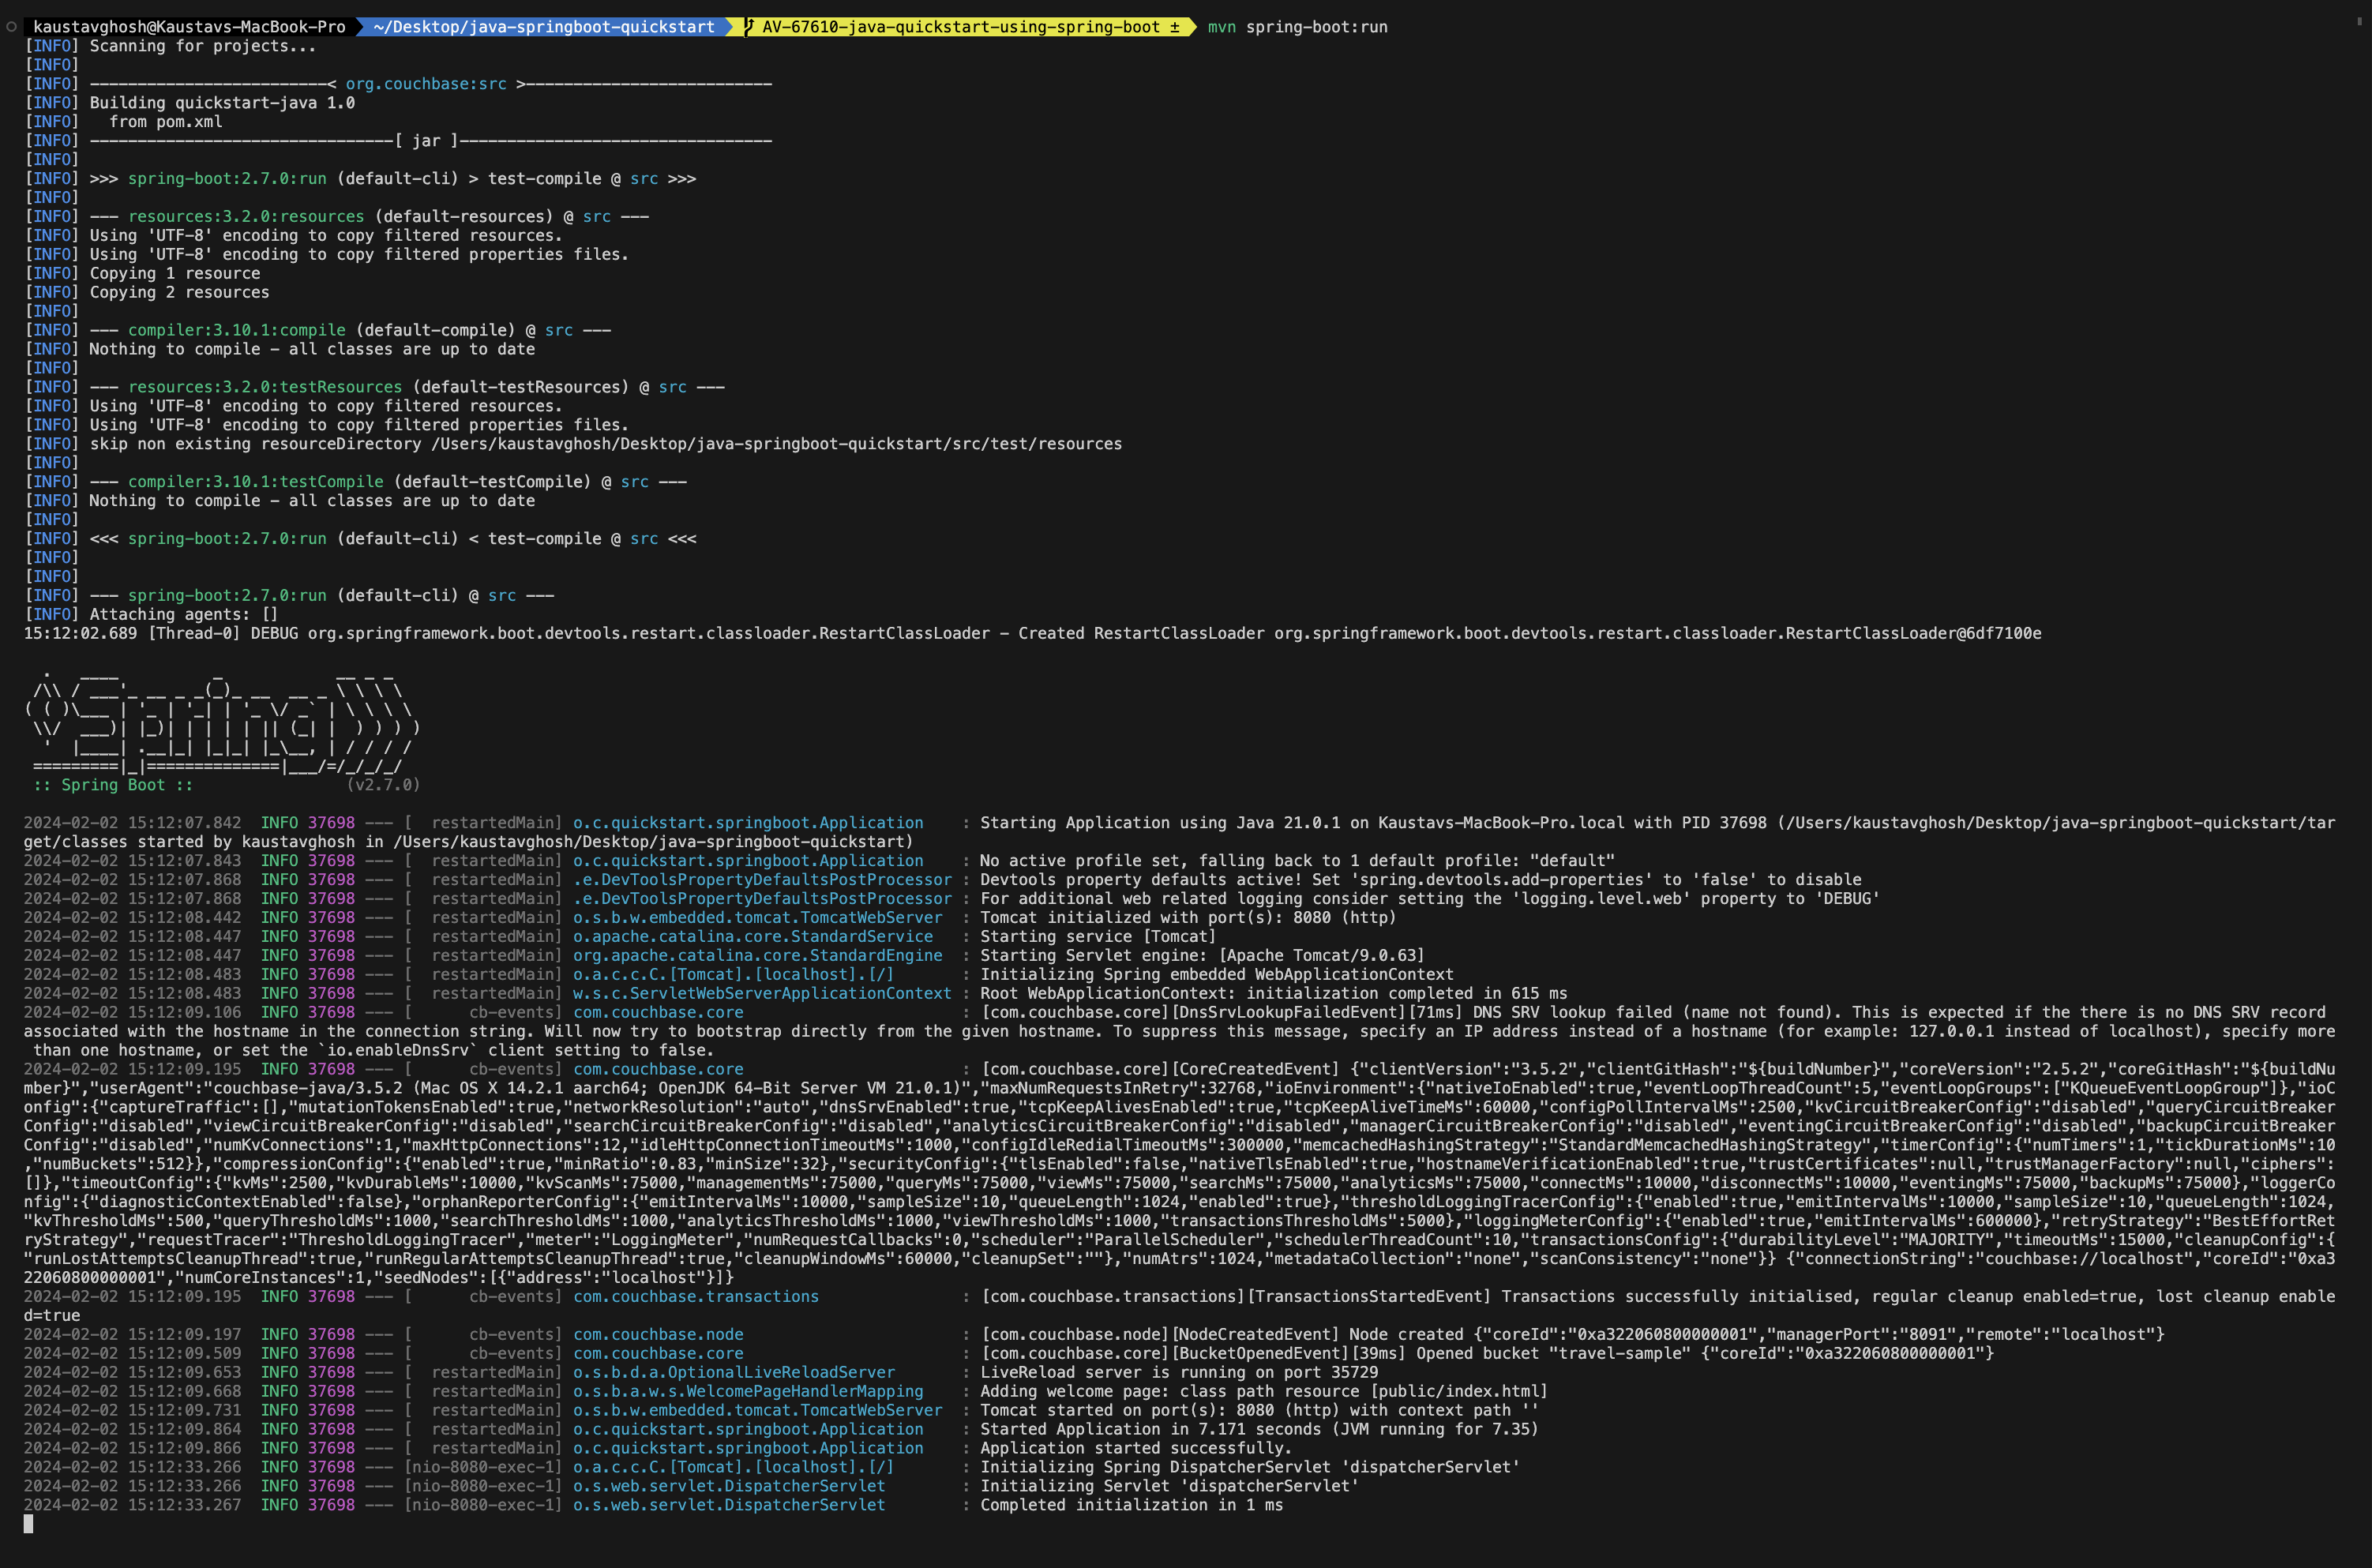 kaustavghosh@Kaustavs-MacBook-Pro ~/Desktop/java-springboot-quickstart AV-67610-java-quickstart-using-spring-boot ± mvn spring-boot:run
[INFO] Scanning for projects...
[INFO]
[INFO] -------------------------< org.couchbase:src >--------------------------
[INFO] Building quickstart-java 1.0
[INFO]   from pom.xml
[INFO] --------------------------------[ jar ]---------------------------------
[INFO]
[INFO] >>> spring-boot:2.7.0:run (default-cli) > test-compile @ src >>>
[INFO]
[INFO] --- resources:3.2.0:resources (default-resources) @ src ---
[INFO] Using 'UTF-8' encoding to copy filtered resources.
[INFO] Using 'UTF-8' encoding to copy filtered properties files.
[INFO] Copying 1 resource
[INFO] Copying 2 resources
[INFO]
[INFO] --- compiler:3.10.1:compile (default-compile) @ src ---
[INFO] Nothing to compile - all classes are up to date
[INFO]
[INFO] --- resources:3.2.0:testResources (default-testResources) @ src ---
[INFO] Using 'UTF-8' encoding to copy filtered resources.
[INFO] Using 'UTF-8' encoding to copy filtered properties files.
[INFO] skip non existing resourceDirectory /Users/kaustavghosh/Desktop/java-springboot-quickstart/src/test/resources
[INFO]
[INFO] --- compiler:3.10.1:testCompile (default-testCompile) @ src ---
[INFO] Nothing to compile - all classes are up to date
[INFO]
[INFO] <<< spring-boot:2.7.0:run (default-cli) < test-compile @ src <<<
[INFO]
[INFO]
[INFO] --- spring-boot:2.7.0:run (default-cli) @ src ---
[INFO] Attaching agents: []
15:12:02.689 [Thread-0] DEBUG org.springframework.boot.devtools.restart.classloader.RestartClassLoader - Created RestartClassLoader org.springframework.boot.devtools.restart.classloader.RestartClassLoader@6df7100e
  .   ____          _            __ _ _
 /\\ / ___'_ __ _ _(_)_ __  __ _ \ \ \ \
( ( )\___ | '_ | '_| | '_ \/ _` | \ \ \ \
 \\/  ___)| |_)| | | | | || (_| |  ) ) ) )
  '  |____| .__|_| |_|_| |_\__, | / / / /
 =========|_|==============|___/=/_/_/_/
 :: Spring Boot ::                (v2.7.0)
2024-02-02 15:12:07.842  INFO 37698 --- [  restartedMain] o.c.quickstart.springboot.Application    : Starting Application using Java 21.0.1 on Kaustavs-MacBook-Pro.local with PID 37698 (/Users/kaustavghosh/Desktop/java-springboot-quickstart/tar
get/classes started by kaustavghosh in /Users/kaustavghosh/Desktop/java-springboot-quickstart)
2024-02-02 15:12:07.843  INFO 37698 --- [  restartedMain] o.c.quickstart.springboot.Application    : No active profile set, falling back to 1 default profile: "default"
2024-02-02 15:12:07.868  INFO 37698 --- [  restartedMain] .e.DevToolsPropertyDefaultsPostProcessor : Devtools property defaults active! Set 'spring.devtools.add-properties' to 'false' to disable
2024-02-02 15:12:07.868  INFO 37698 --- [  restartedMain] .e.DevToolsPropertyDefaultsPostProcessor : For additional web related logging consider setting the 'logging.level.web' property to 'DEBUG'
2024-02-02 15:12:08.442  INFO 37698 --- [  restartedMain] o.s.b.w.embedded.tomcat.TomcatWebServer  : Tomcat initialized with port(s): 8080 (http)
2024-02-02 15:12:08.447  INFO 37698 --- [  restartedMain] o.apache.catalina.core.StandardService   : Starting service [Tomcat]
2024-02-02 15:12:08.447  INFO 37698 --- [  restartedMain] org.apache.catalina.core.StandardEngine  : Starting Servlet engine: [Apache Tomcat/9.0.63]
2024-02-02 15:12:08.483  INFO 37698 --- [  restartedMain] o.a.c.c.C.[Tomcat].[localhost].[/]       : Initializing Spring embedded WebApplicationContext
2024-02-02 15:12:08.483  INFO 37698 --- [  restartedMain] w.s.c.ServletWebServerApplicationContext : Root WebApplicationContext: initialization completed in 615 ms
2024-02-02 15:12:09.106  INFO 37698 --- [      cb-events] com.couchbase.core                       : [com.couchbase.core][DnsSrvLookupFailedEvent][71ms] DNS SRV lookup failed (name not found). This is expected if the there is no DNS SRV record
associated with the hostname in the connection string. Will now try to bootstrap directly from the given hostname. To suppress this message, specify an IP address instead of a hostname (for example: 127.0.0.1 instead of localhost), specify more
 than one hostname, or set the `io.enableDnsSrv` client setting to false.
2024-02-02 15:12:09.195  INFO 37698 --- [      cb-events] com.couchbase.core                       : [com.couchbase.core][CoreCreatedEvent] {"clientVersion":"3.5.2","clientGitHash":"${buildNumber}","coreVersion":"2.5.2","coreGitHash":"${buildNu
mber}","userAgent":"couchbase-java/3.5.2 (Mac OS X 14.2.1 aarch64; OpenJDK 64-Bit Server VM 21.0.1)","maxNumRequestsInRetry":32768,"ioEnvironment":{"nativeIoEnabled":true,"eventLoopThreadCount":5,"eventLoopGroups":["KQueueEventLoopGroup"]},"ioC
onfig":{"captureTraffic":[],"mutationTokensEnabled":true,"networkResolution":"auto","dnsSrvEnabled":true,"tcpKeepAlivesEnabled":true,"tcpKeepAliveTimeMs":60000,"configPollIntervalMs":2500,"kvCircuitBreakerConfig":"disabled","queryCircuitBreaker
Config":"disabled","viewCircuitBreakerConfig":"disabled","searchCircuitBreakerConfig":"disabled","analyticsCircuitBreakerConfig":"disabled","managerCircuitBreakerConfig":"disabled","eventingCircuitBreakerConfig":"disabled","backupCircuitBreaker
Config":"disabled","numKvConnections":1,"maxHttpConnections":12,"idleHttpConnectionTimeoutMs":1000,"configIdleRedialTimeoutMs":300000,"memcachedHashingStrategy":"StandardMemcachedHashingStrategy","timerConfig":{"numTimers":1,"tickDurationMs":10
,"numBuckets":512}},"compressionConfig":{"enabled":true,"minRatio":0.83,"minSize":32},"securityConfig":{"tlsEnabled":false,"nativeTlsEnabled":true,"hostnameVerificationEnabled":true,"trustCertificates":null,"trustManagerFactory":null,"ciphers":
[]},"timeoutConfig":{"kvMs":2500,"kvDurableMs":10000,"kvScanMs":75000,"managementMs":75000,"queryMs":75000,"viewMs":75000,"searchMs":75000,"analyticsMs":75000,"connectMs":10000,"disconnectMs":10000,"eventingMs":75000,"backupMs":75000},"loggerCo
nfig":{"diagnosticContextEnabled":false},"orphanReporterConfig":{"emitIntervalMs":10000,"sampleSize":10,"queueLength":1024,"enabled":true},"thresholdLoggingTracerConfig":{"enabled":true,"emitIntervalMs":10000,"sampleSize":10,"queueLength":1024,
"kvThresholdMs":500,"queryThresholdMs":1000,"searchThresholdMs":1000,"analyticsThresholdMs":1000,"viewThresholdMs":1000,"transactionsThresholdMs":5000},"loggingMeterConfig":{"enabled":true,"emitIntervalMs":600000},"retryStrategy":"BestEffortRet
ryStrategy","requestTracer":"ThresholdLoggingTracer","meter":"LoggingMeter","numRequestCallbacks":0,"scheduler":"ParallelScheduler","schedulerThreadCount":10,"transactionsConfig":{"durabilityLevel":"MAJORITY","timeoutMs":15000,"cleanupConfig":{
"runLostAttemptsCleanupThread":true,"runRegularAttemptsCleanupThread":true,"cleanupWindowMs":60000,"cleanupSet":""},"numAtrs":1024,"metadataCollection":"none","scanConsistency":"none"}} {"connectionString":"couchbase://localhost","coreId":"0xa3
22060800000001","numCoreInstances":1,"seedNodes":[{"address":"localhost"}]}
2024-02-02 15:12:09.195  INFO 37698 --- [      cb-events] com.couchbase.transactions               : [com.couchbase.transactions][TransactionsStartedEvent] Transactions successfully initialised, regular cleanup enabled=true, lost cleanup enable
d=true
2024-02-02 15:12:09.197  INFO 37698 --- [      cb-events] com.couchbase.node                       : [com.couchbase.node][NodeCreatedEvent] Node created {"coreId":"0xa322060800000001","managerPort":"8091","remote":"localhost"}
2024-02-02 15:12:09.509  INFO 37698 --- [      cb-events] com.couchbase.core                       : [com.couchbase.core][BucketOpenedEvent][39ms] Opened bucket "travel-sample" {"coreId":"0xa322060800000001"}
2024-02-02 15:12:09.653  INFO 37698 --- [  restartedMain] o.s.b.d.a.OptionalLiveReloadServer       : LiveReload server is running on port 35729
2024-02-02 15:12:09.668  INFO 37698 --- [  restartedMain] o.s.b.a.w.s.WelcomePageHandlerMapping    : Adding welcome page: class path resource [public/index.html]
2024-02-02 15:12:09.731  INFO 37698 --- [  restartedMain] o.s.b.w.embedded.tomcat.TomcatWebServer  : Tomcat started on port(s): 8080 (http) with context path ''
2024-02-02 15:12:09.864  INFO 37698 --- [  restartedMain] o.c.quickstart.springboot.Application    : Started Application in 7.171 seconds (JVM running for 7.35)
2024-02-02 15:12:09.866  INFO 37698 --- [  restartedMain] o.c.quickstart.springboot.Application    : Application started successfully.
2024-02-02 15:12:33.266  INFO 37698 --- [nio-8080-exec-1] o.a.c.c.C.[Tomcat].[localhost].[/]       : Initializing Spring DispatcherServlet 'dispatcherServlet'
2024-02-02 15:12:33.266  INFO 37698 --- [nio-8080-exec-1] o.s.web.servlet.DispatcherServlet        : Initializing Servlet 'dispatcherServlet'
2024-02-02 15:12:33.267  INFO 37698 --- [nio-8080-exec-1] o.s.web.servlet.DispatcherServlet        : Completed initialization in 1 ms